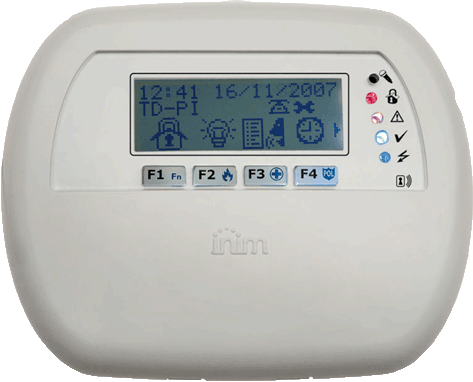 12:41 16/11/2007
TD-PI
F1 Fn F2 F3 F4 POL
inim